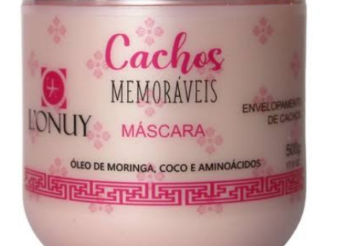 Cachos
MEMORÁVEIS
L'ONUY
MÁSCARA
ENVELOPAMENTO
DE CACHOS
500g
ÓLEO DE MORINGA, COCO E AMINOÁCIDOS